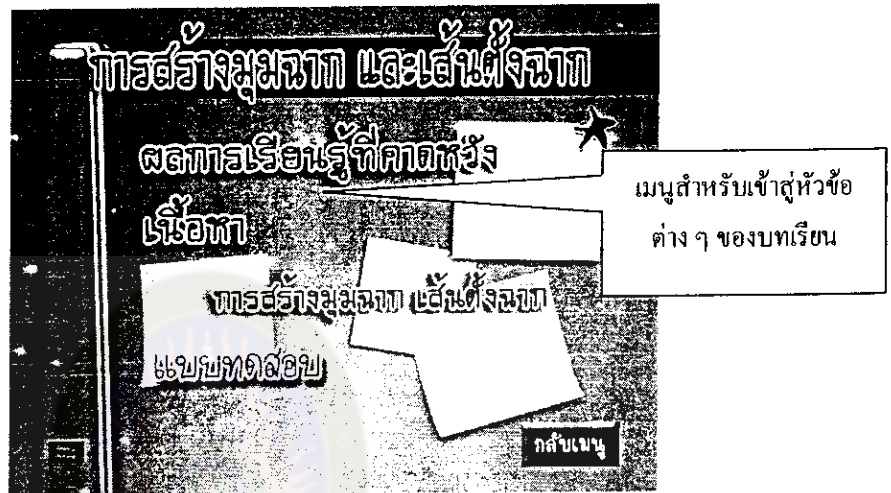 การสร้างมุมฉาก และเส้นตั้งฉาก
ผลการเรียนรู้ที่คาดหวัง
เนื้อหา
การสร้างมุมฉาก เส้นตั้งฉาก
แบบทดสอบ
กลับเมนู
เมนูสำหรับเข้าสู่หัวข้อ
ต่าง ๆ ของบทเรียน